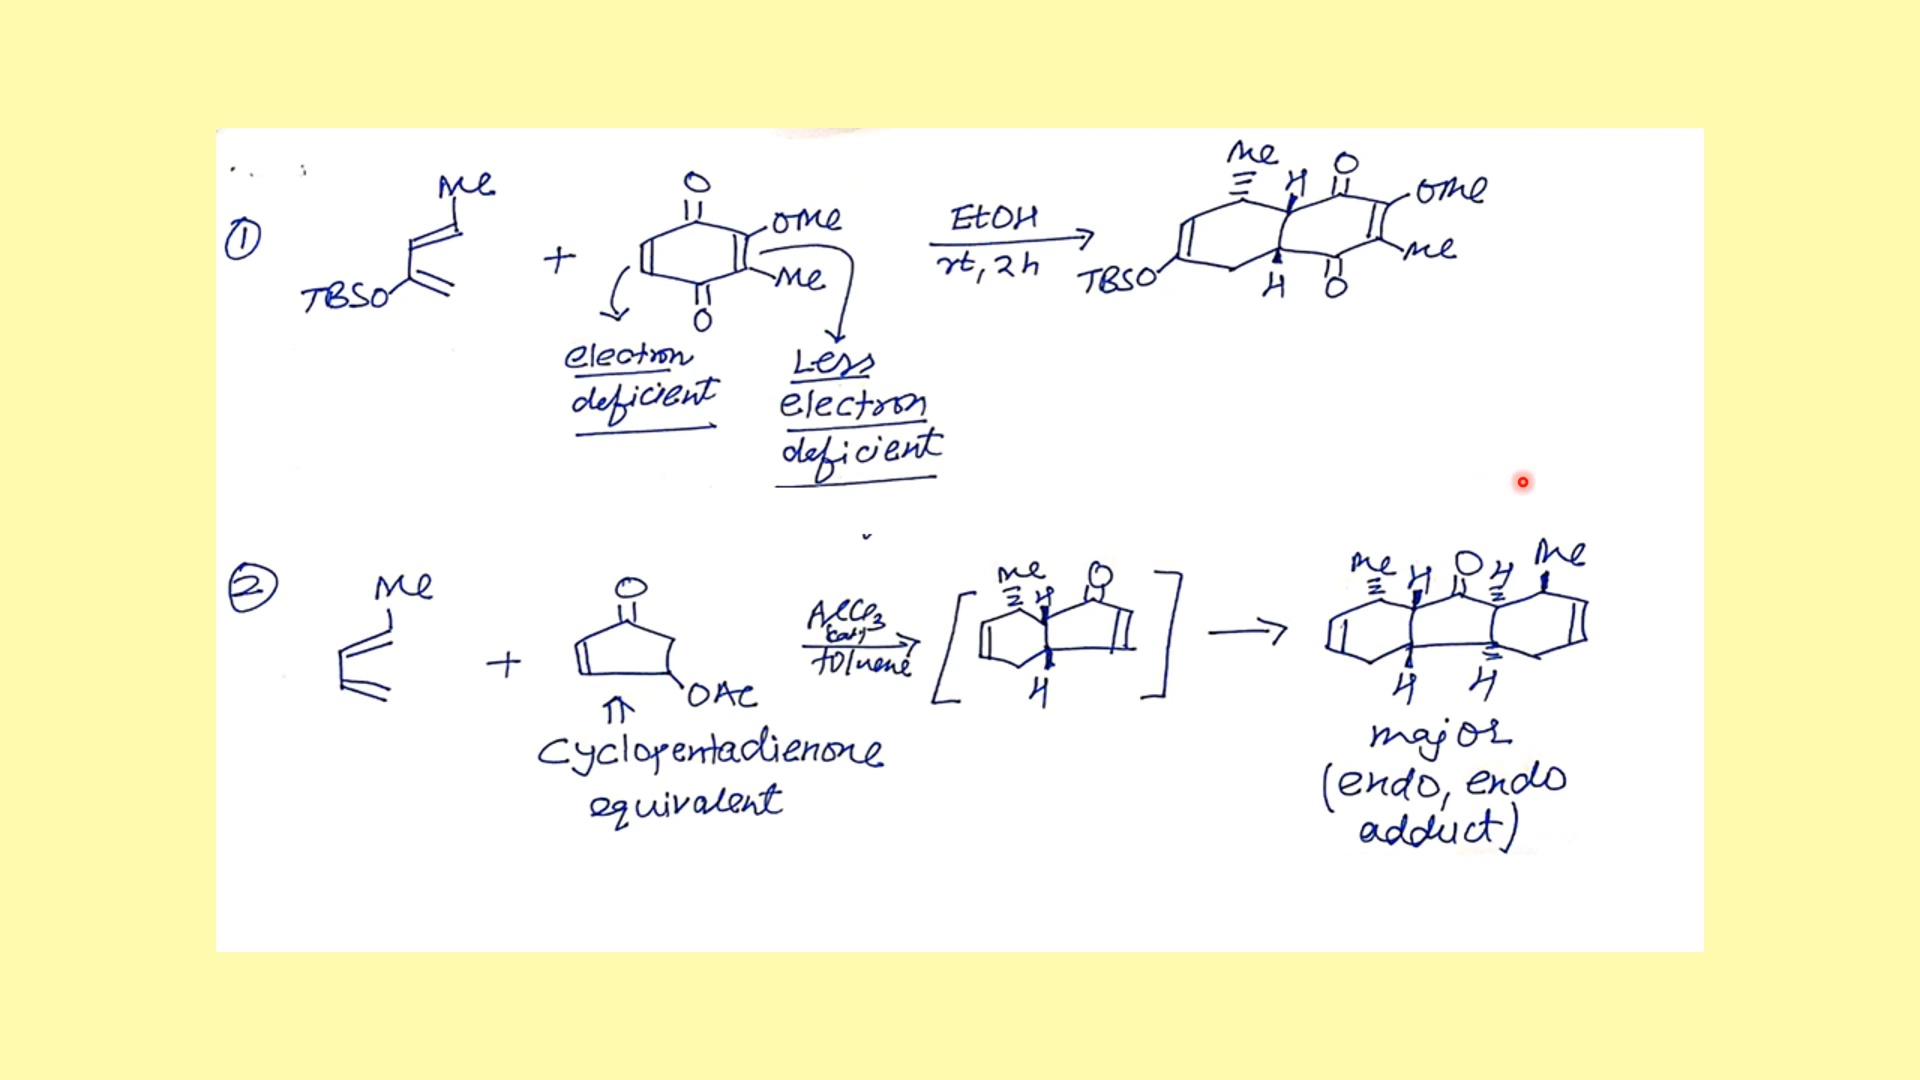 ①
Me
TBSO
+
O
OMe
Me
O
electron
deficient
Less
electron
deficient
EtOH
rt, 2h
Me
H
O
OMe
Me
TBSO
H
O
②
Me
+
O
OAc
⇑
Cyclopentadienone
equivalent
AlCl3
(cat)
toluene
Me
H
O
H
Me
H
O
H
Me
H
H
major
(endo, endo
adduct)